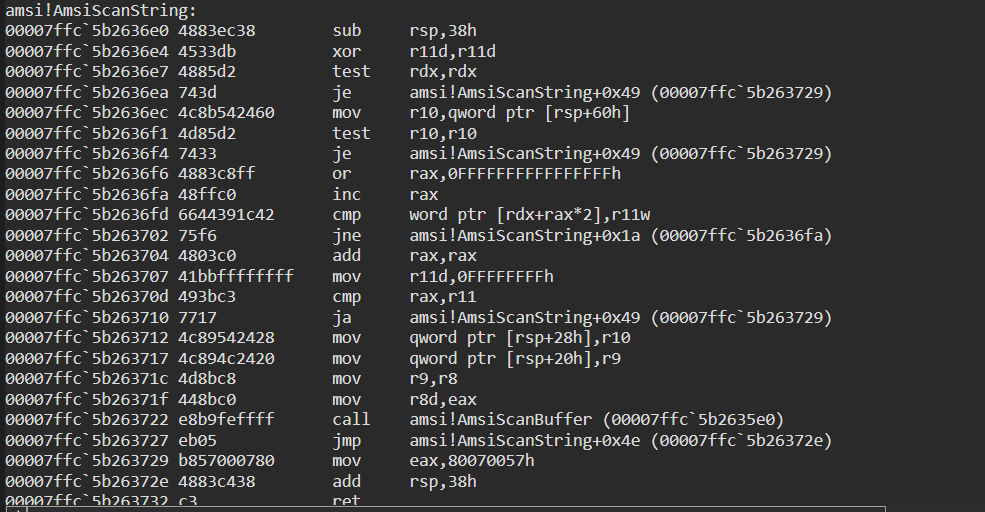 amsi!AmsiScanString:
00007ffc`5b2636e0 4883ec38 sub rsp,38h
00007ffc`5b2636e4 4533db xor r11d,r11d
00007ffc`5b2636e7 4885d2 test rdx,rdx
00007ffc`5b2636ea 743d je amsi!AmsiScanString+0x49 (00007ffc`5b263729)
00007ffc`5b2636ec 4c8b542460 mov r10,qword ptr [rsp+60h]
00007ffc`5b2636f1 4d85d2 test r10,r10
00007ffc`5b2636f4 7433 je amsi!AmsiScanString+0x49 (00007ffc`5b263729)
00007ffc`5b2636f6 4883c8ff or rax,0FFFFFFFFFFFFFFFFh
00007ffc`5b2636fa 48ffc0 inc rax
00007ffc`5b2636fd 6644391c42 cmp word ptr [rdx+rax*2],r11w
00007ffc`5b263702 75f6 jne amsi!AmsiScanString+0x1a (00007ffc`5b2636fa)
00007ffc`5b263704 4803c0 add rax,rax
00007ffc`5b263707 41bbffffffff mov r11d,0FFFFFFFFh
00007ffc`5b26370d 493bc3 cmp rax,r11
00007ffc`5b263710 7717 ja amsi!AmsiScanString+0x49 (00007ffc`5b263729)
00007ffc`5b263712 4c89542428 mov qword ptr [rsp+28h],r10
00007ffc`5b263717 4c894c2420 mov qword ptr [rsp+20h],r9
00007ffc`5b26371c 4d8bc8 mov r9,r8
00007ffc`5b26371f 448bc0 mov r8d,eax
00007ffc`5b263722 e8b9feffff call amsi!AmsiScanBuffer (00007ffc`5b2635e0)
00007ffc`5b263727 eb05 jmp amsi!AmsiScanString+0x4e (00007ffc`5b26372e)
00007ffc`5b263729 b857000780 mov eax,80070057h
00007ffc`5b26372e 4883c438 add rsp,38h
00007ffc`5b263732 c3 ret